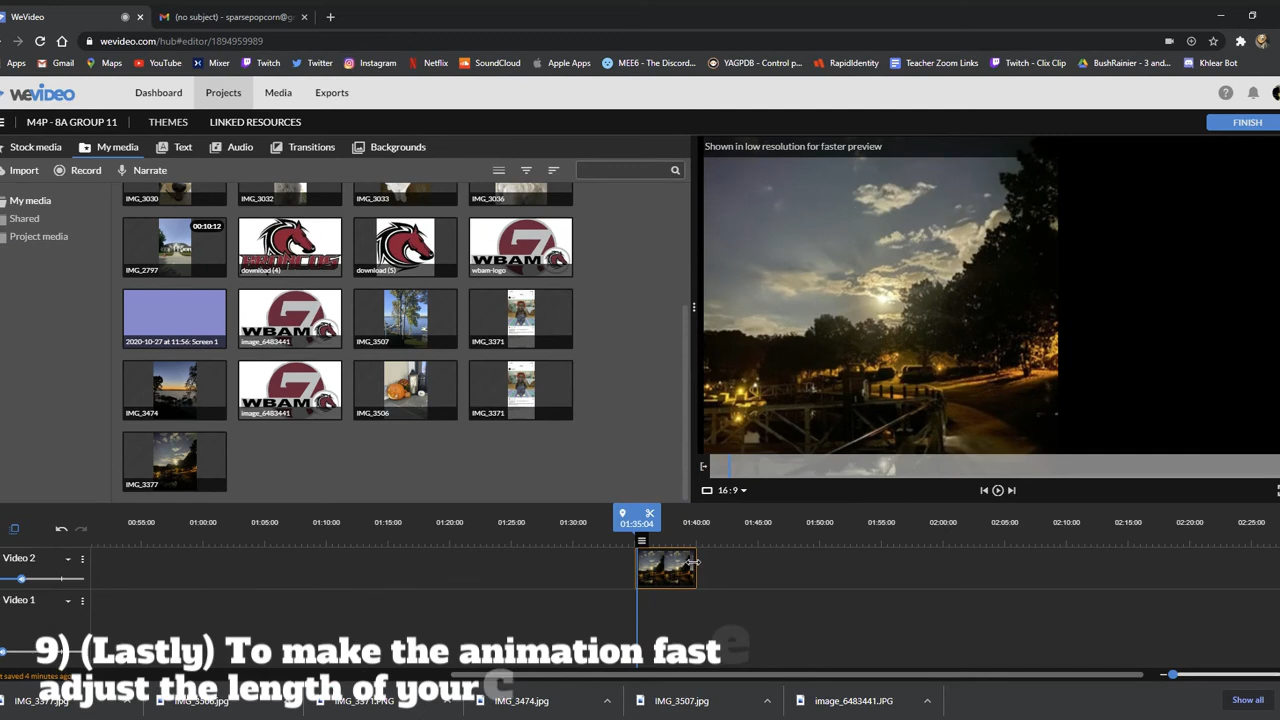 WeVideo
(no subject) - sparsepopcorn@g
wevideo.com/hub#editor/1894959989
Apps Gmail Maps YouTube Mixer Twitch Twitter Instagram Netflix SoundCloud Apple Apps MEE6 - The Discord... YAGPDB - Control p... RapidIdentity Teacher Zoom Links Twitch - Clix Clip BushRainier - 3 and... Khlear Bot
WEVIDEO Dashboard Projects Media Exports
M4P - 8A GROUP 11 THEMES LINKED RESOURCES FINISH
Stock media My media Text Audio Transitions Backgrounds
Shown in low resolution for faster preview
Import Record Narrate
My media
Shared
Project media
IMG_3030 IMG_3032 IMG_3033 IMG_3036
00:10:12
BRONCOS
IMG_2797 download (4) download (5) wbam-logo
WBAM
2020-10-27 at 11:56: Screen 1 image_6483441 IMG_3507 IMG_3371
WBAM
IMG_3474 image_6483441 IMG_3506 IMG_3371
IMG_3377
16:9
00:55:00 01:00:00 01:05:00 01:10:00 01:15:00 01:20:00 01:25:00 01:30:00 01:35:04 01:40:00 01:45:00 01:50:00 01:55:00 02:00:00 02:05:00 02:10:00 02:15:00 02:20:00 02:25:00
Video 2
Video 1
9) (Lastly) To make the animation faste
adjust the length of your c
saved 4 minutes ago
IMG_3474.jpg IMG_3507.jpg image_6483441.JPG Show all